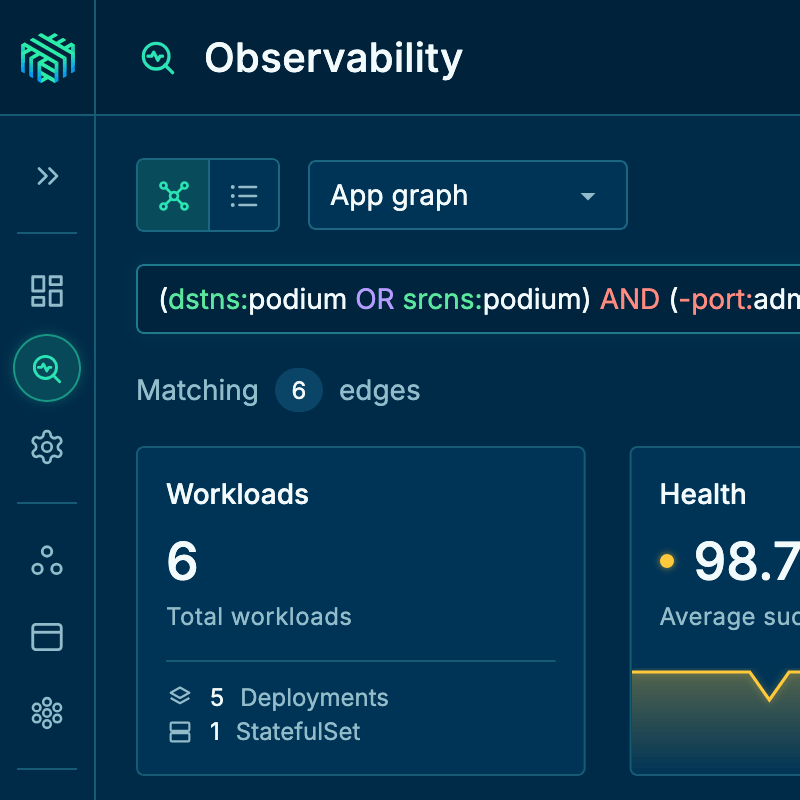 Observability
App graph
(dstns:podium OR srcns:podium) AND (-port:adm
Matching 6 edges
Workloads
6
Total workloads
5 Deployments
1 StatefulSet
Health
98.7
Average suc